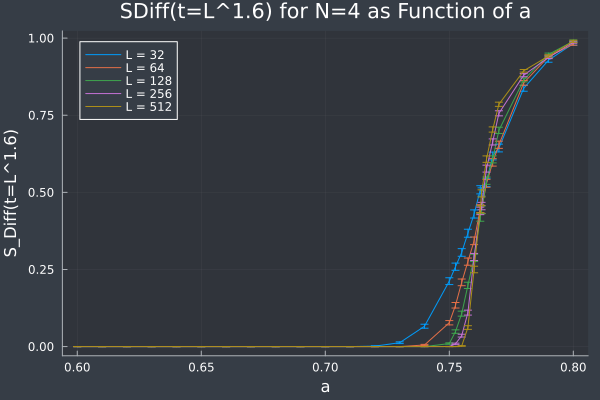 SDiff(t=L^1.6) for N=4 as Function of a
S_Diff(t=L^1.6)
1.00
0.75
0.50
0.25
0.00
L = 32
L = 64
L = 128
L = 256
L = 512
0.60 0.65 0.70 0.75 0.80
a